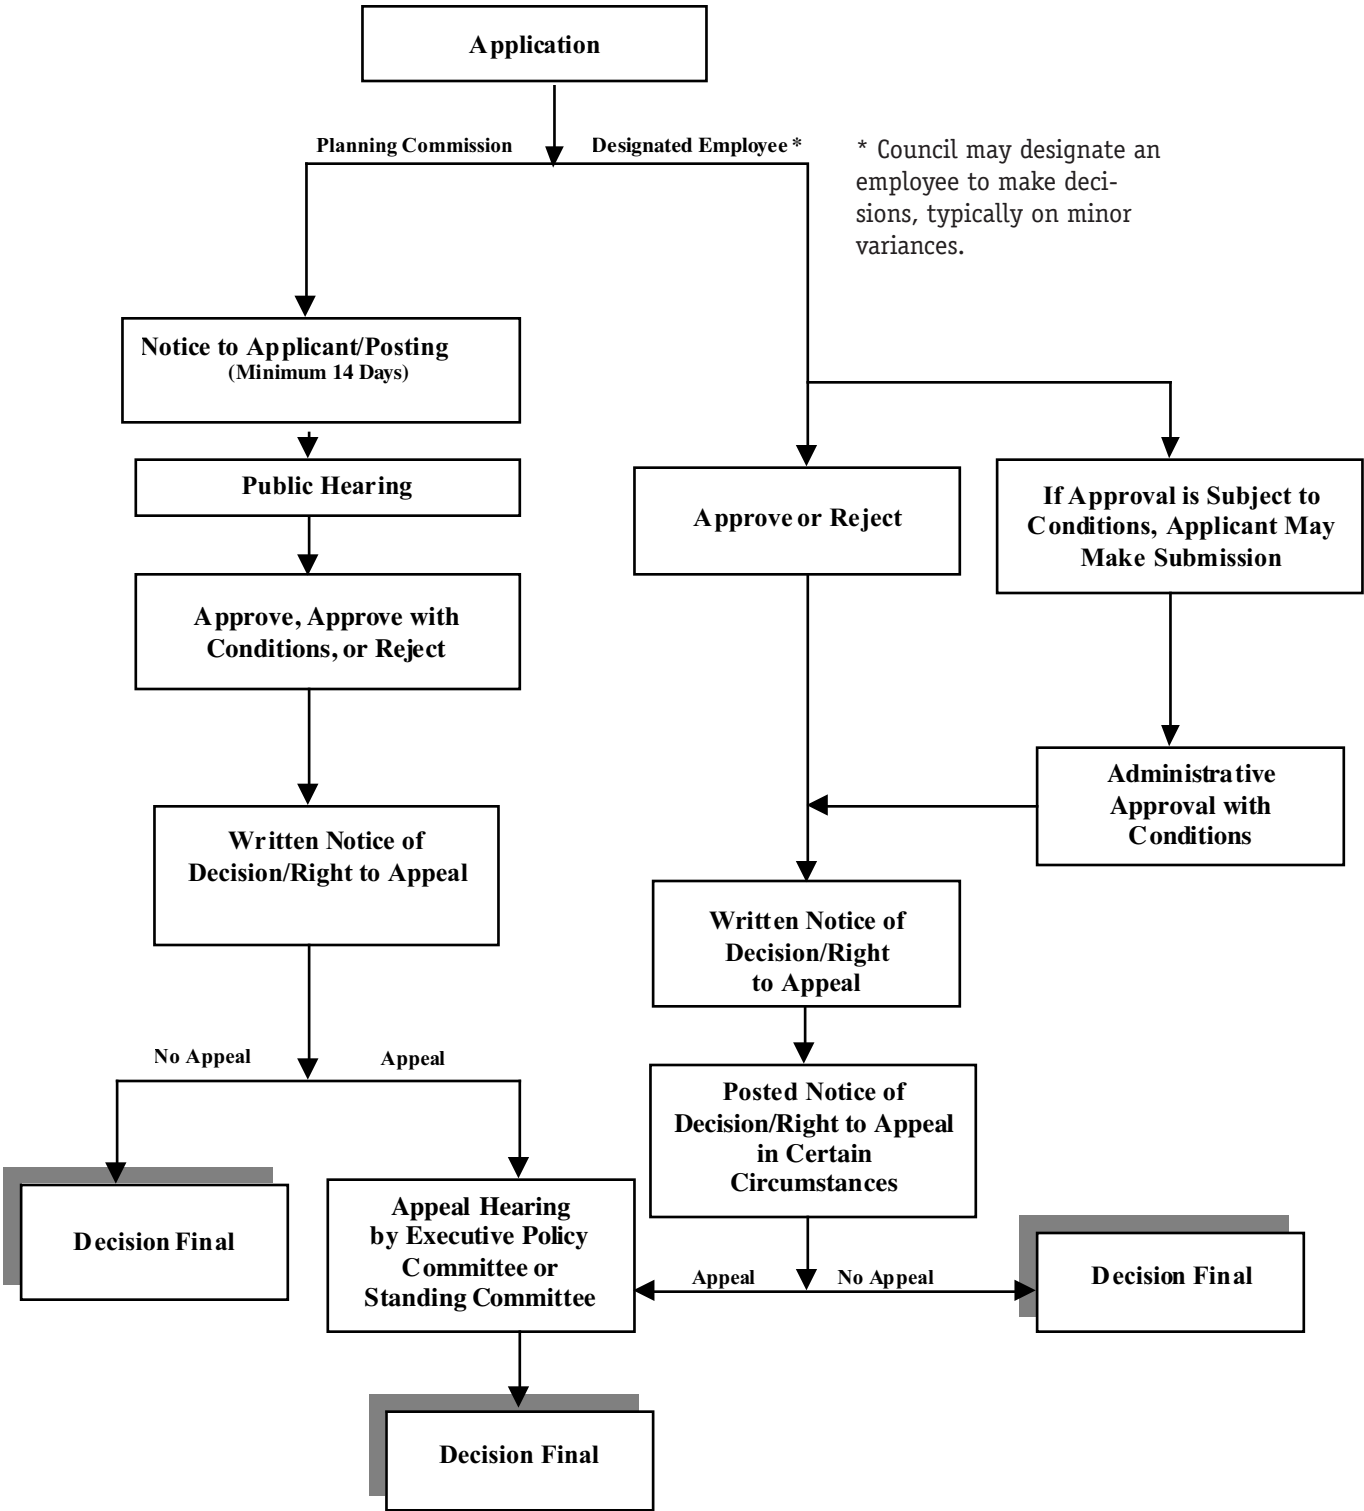 Application
Planning Commission
Designated Employee *
* Council may designate an
employee to make deci-
sions, typically on minor
variances.
Notice to Applicant/Posting
(Minimum 14 Days)
Public Hearing
Approve or Reject
If Approval is Subject to
Conditions, Applicant May
Make Submission
Approve, Approve with
Conditions, or Reject
Administrative
Approval with
Conditions
Written Notice of
Decision/Right to Appeal
Written Notice of
Decision/Right
to Appeal
No Appeal
Appeal
Posted Notice of
Decision/Right to Appeal
in Certain
Circumstances
Decision Final
Appeal Hearing
by Executive Policy
Committee or
Standing Committee
Appeal
No Appeal
Decision Final
Decision Final